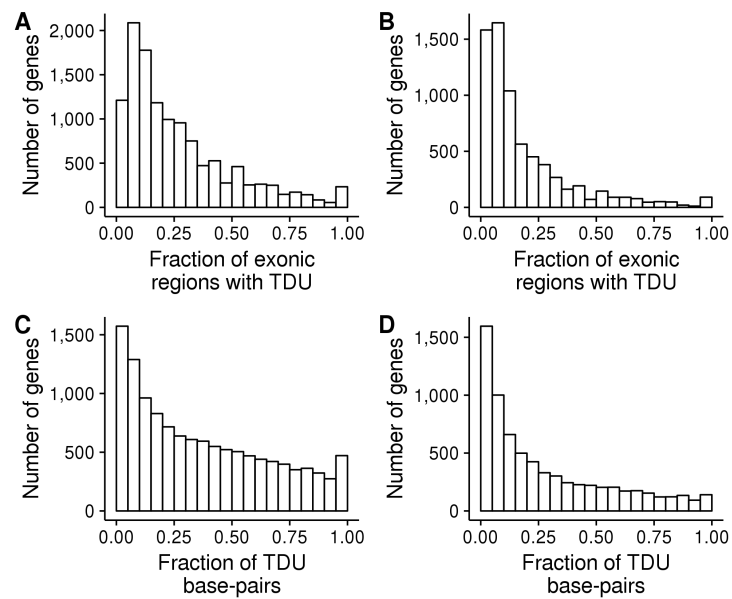 A
Number of genes
2,000
1,500
1,000
500
0
0.00 0.25 0.50 0.75 1.00
Fraction of exonic
regions with TDU
B
Number of genes
1,500
1,000
500
0
0.00 0.25 0.50 0.75 1.00
Fraction of exonic
regions with TDU
C
Number of genes
1,500
1,000
500
0
0.00 0.25 0.50 0.75 1.00
Fraction of TDU
base-pairs
D
Number of genes
1,500
1,000
500
0
0.00 0.25 0.50 0.75 1.00
Fraction of TDU
base-pairs